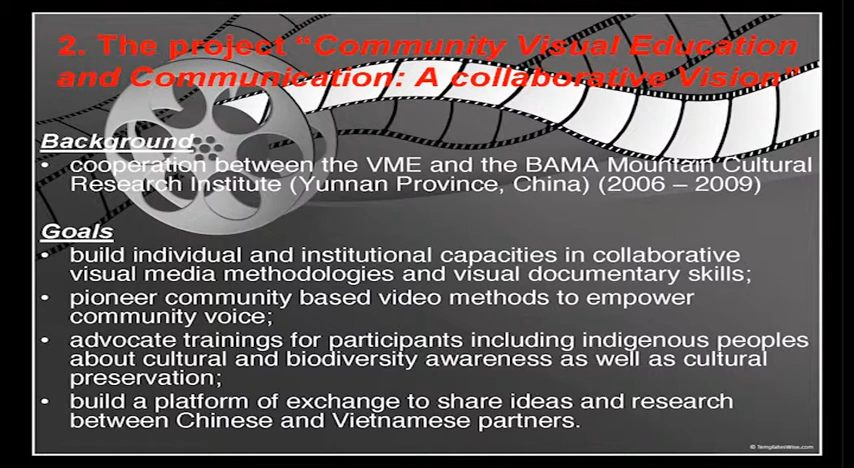 2. The project “Community Visual Education
and Communication: A collaborative Vision”
Background
• cooperation between the VME and the BAMA Mountain Cultural
Research Institute (Yunnan Province, China) (2006 – 2009)
Goals
• build individual and institutional capacities in collaborative
visual media methodologies and visual documentary skills;
• pioneer community based video methods to empower
community voice;
• advocate trainings for participants including indigenous peoples
about cultural and biodiversity awareness as well as cultural
preservation;
• build a platform of exchange to share ideas and research
between Chinese and Vietnamese partners.
© TemplatesWise.com